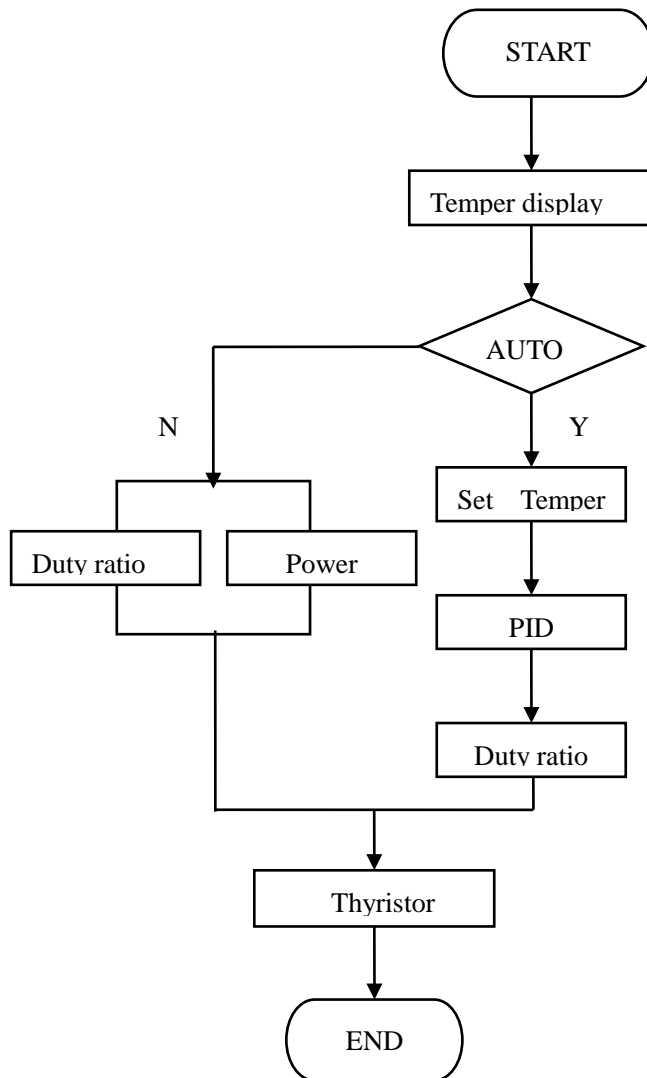 START
Temper display
AUTO
N
Y
Set Temper
Duty ratio
Power
PID
Duty ratio
Thyristor
END